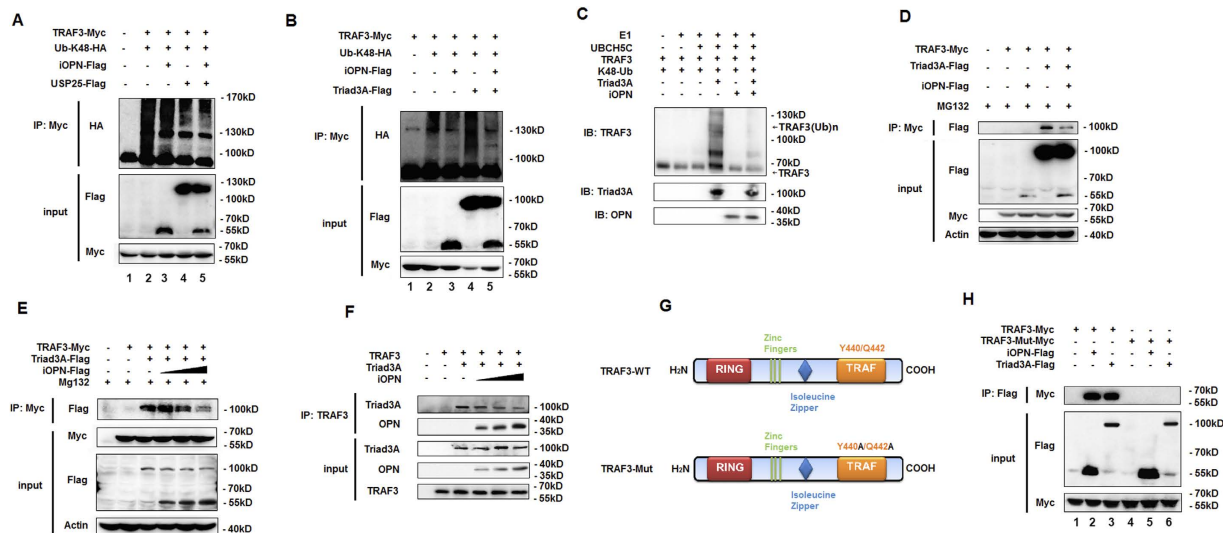 A
TRAF3-Myc - + + + +
Ub-K48-HA - + + + +
iOPN-Flag - - + - +
USP25-Flag - - - + +
170kD
IP: Myc HA 130kD
100kD
130kD
Flag 100kD
input 70kD
55kD
Myc 70kD
55kD
1 2 3 4 5
B
TRAF3-Myc + + + + +
Ub-K48-HA - + + + +
iOPN-Flag - - + - +
Triad3A-Flag - - - + +
IP: Myc HA 130kD
100kD
100kD
input Flag 70kD
55kD
Myc 70kD
55kD
1 2 3 4 5
C
E1 - + + + + +
UBCH5C - - + + + +
TRAF3 + + + + + +
K48-Ub + + + + + +
Triad3A - - - + - +
iOPN - - - - + +
130kD
IB: TRAF3 TRAF3(Ub)n
100kD
70kD
TRAF3
IB: Triad3A 100kD
IB: OPN 40kD
35kD
D
TRAF3-Myc - + + + +
Triad3A-Flag - - - + +
iOPN-Flag - - + - +
MG132 + + + + +
IP: Myc Flag 100kD
100kD
Flag 70kD
input 55kD
Myc 70kD
55kD
Actin 40kD
E
TRAF3-Myc - + + + + +
Triad3A-Flag - - + + + +
iOPN-Flag - - -
Mg132 + + + + + +
IP: Myc Flag 100kD
Myc 70kD
55kD
100kD
input Flag 70kD
55kD
Actin 40kD
F
TRAF3 - + + + + +
Triad3A - - + + + +
iOPN - - -
Triad3A 100kD
IP: TRAF3
OPN 40kD
35kD
Triad3A 100kD
input OPN 40kD
35kD
TRAF3 70kD
55kD
G
Zinc
Fingers Y440/Q442
TRAF3-WT H₂N RING TRAF COOH
Isoleucine
Zipper
Zinc
Fingers Y440A/Q442A
TRAF3-Mut H₂N RING TRAF COOH
Isoleucine
Zipper
H
TRAF3-Myc + + + - - -
TRAF3-Mut-Myc - - - + + +
iOPN-Flag - + - - + -
Triad3A-Flag - - + - - +
IP: Flag Myc 70kD
55kD
100kD
Flag 70kD
input
55kD
Myc 70kD
55kD
1 2 3 4 5 6